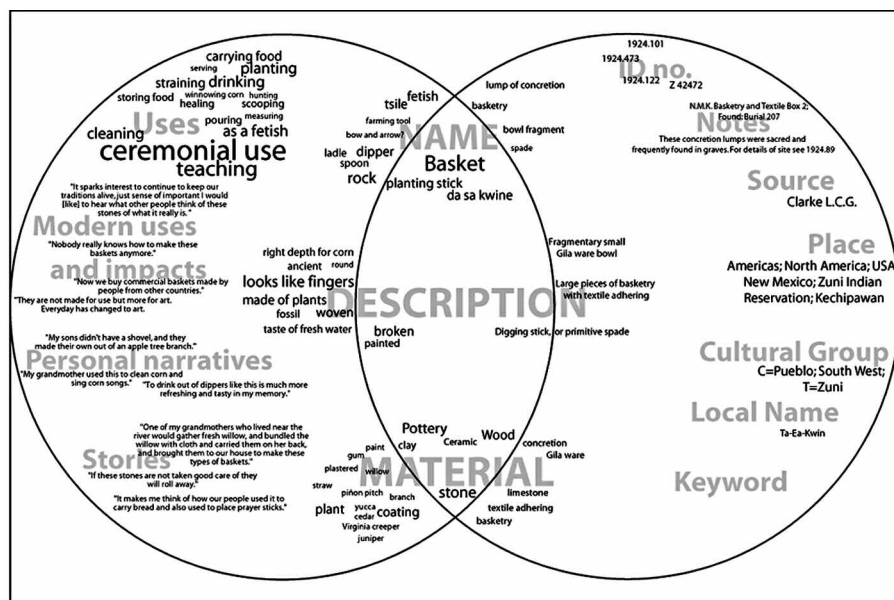 carrying food
serving
planting
straining
drinking
winnowing corn
hunting
storing food
healing
scooping
Uses
pouring
measuring
cleaning
as a fetish
ceremonial use
teaching
"It sparks interest to continue to keep our
traditions alive, just sense of important I would
[like] to hear what other people think of these
stones of what it really is."
Modern uses
and impacts
"Nobody really knows how to make these
baskets anymore."
"Now we buy commercial baskets made by
people from other countries."
"They are not made for use but more for art.
Everyday has changed to art.
"My sons didn't have a shovel, and they
made their own out of an apple tree branch."
Personal narratives
"My grandmother used this to clean corn and
sing corn songs."
"To drink out of dippers like this is much more
refreshing and tasty in my memory."
"One of my grandmothers who lived near the
river would gather fresh willow, and bundled the
willow with cloth and carried them on her back,
and brought them to our house to make these
types of baskets."
Stories
"If these stones are not taken good care of they
will roll away."
"It makes me think of how our people used it to
carry bread and also used to place prayer sticks."
fetish
tsile
farming tool
bow and arrow?
NAME
ladle
dipper
spoon
Basket
rock
planting stick
da sa kwine
lump of concretion
basketry
bowl fragment
spade
right depth for corn
ancient
round
looks like fingers
made of plants
DESCRIPTION
fossil
woven
taste of fresh water
broken
painted
Fragmentary small
Gila ware bowl
Large pieces of basketry
with textile adhering
Digging stick, or primitive spade
Pottery
Wood
paint
clay
Ceramic
concretion
gum
Gila ware
plastered
willow
MATERIAL
straw
piñon pitch
branch
stone
limestone
plant
yucca
cedar
coating
textile adhering
Virginia creeper
basketry
juniper
1924.101
1924.473
ID no.
1924.122
Z 42472
N.M.K. Basketry and Textile Box 2;
Found: Burial 207
Notes
These concretion lumps were sacred and
frequently found in graves. For details of site see 1924.89
Source
Clarke L.C.G.
Place
Americas; North America; USA
New Mexico; Zuni Indian
Reservation; Kechipawan
Cultural Group
C=Pueblo; South West;
T=Zuni
Local Name
Ta-Ea-Kwin
Keyword